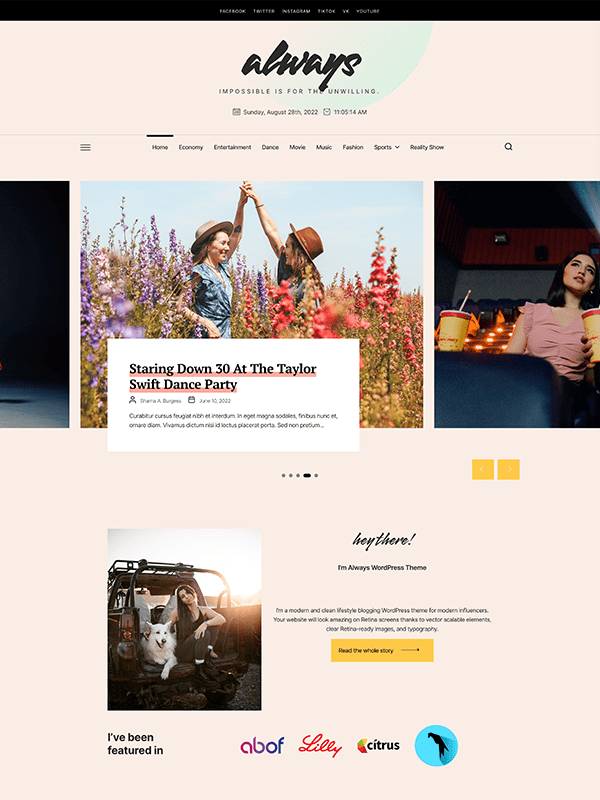 FACEBOOK TWITTER INSTAGRAM TIKTOK VK YOUTUBE
always
IMPOSSIBLE IS FOR THE UNWILLING.
Sunday, August 28th, 2022 11:05:14 AM
Home Economy Entertainment Dance Movie Music Fashion Sports Reality Show
Staring Down 30 At The Taylor
Swift Dance Party
Shama A. Burgess June 10, 2022
Curabitur cursus feugiat nibh et interdum. In eget magna sodales, finibus nunc et,
ornare diam. Vivamus dictum nisi id lectus placerat porta. Sed non pretium...
hey there!
I'm Always WordPress Theme
I'm a modern and clean lifestyle blogging WordPress theme for modern influencers.
Your website will look amazing on Retina screens thanks to vector scalable elements,
clear Retina-ready images, and typography.
Read the whole story
I've been
featured in
abof Lilly citrus